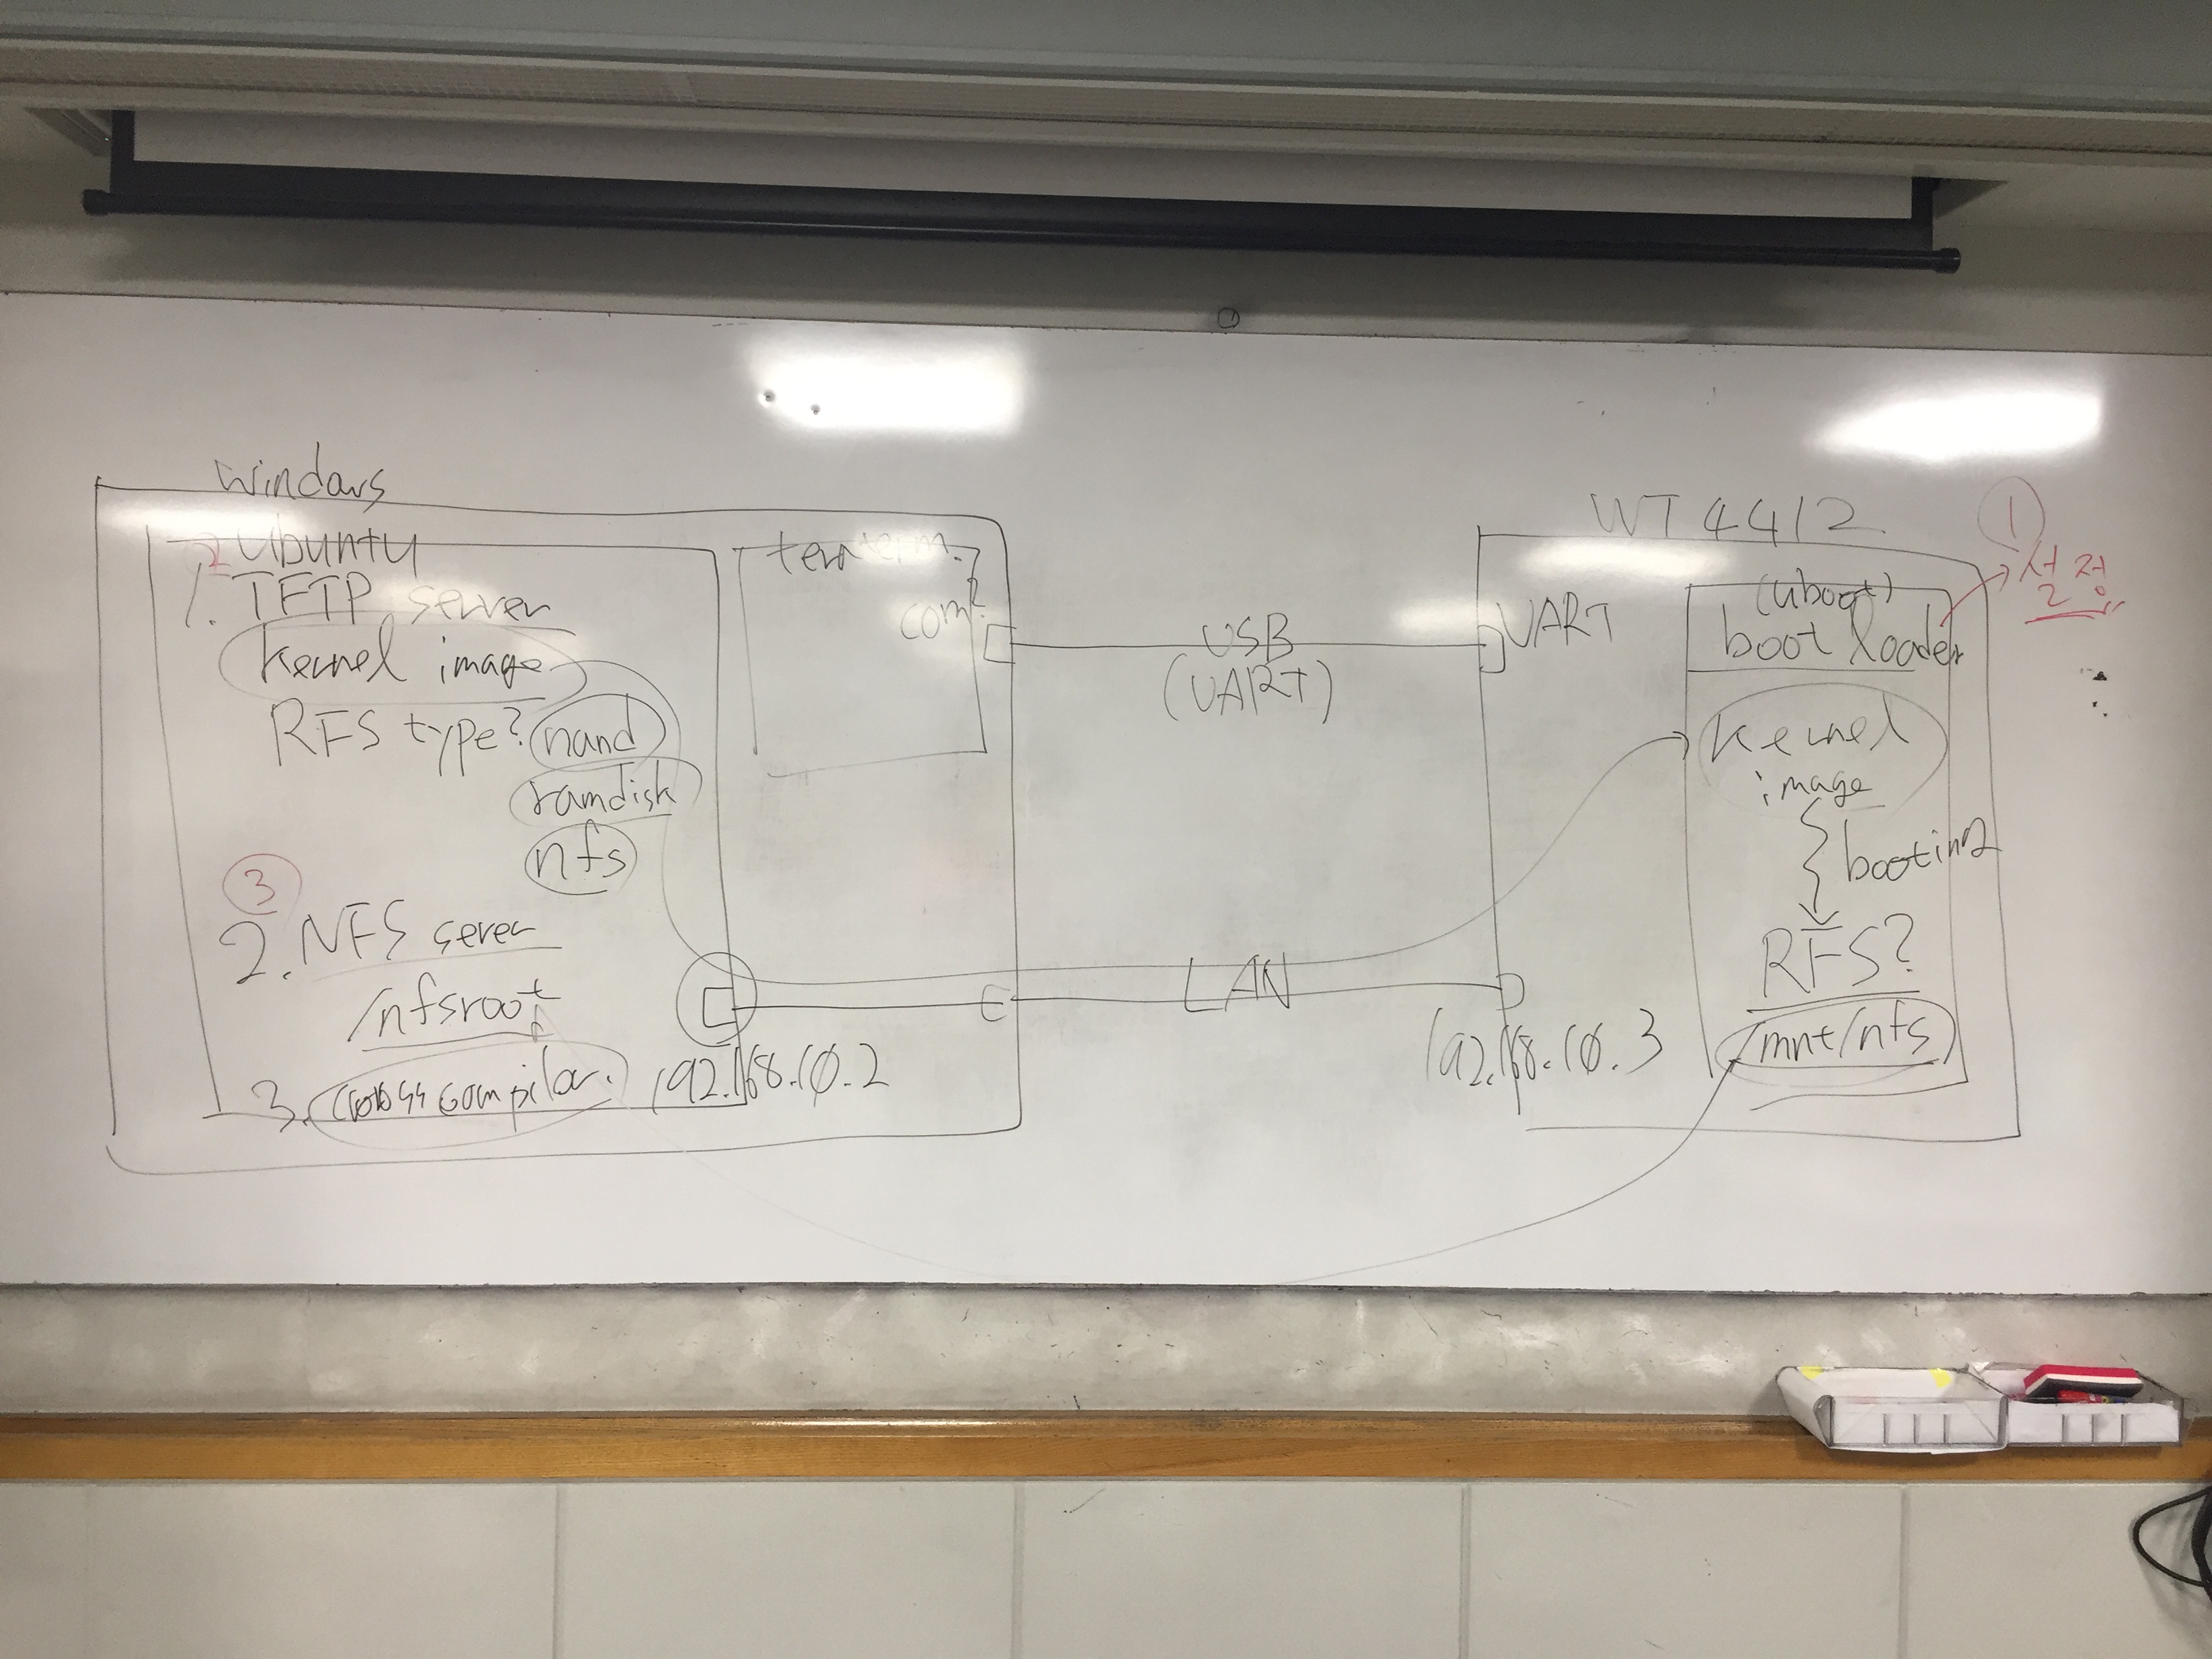 Windows
2 Ubuntu
1. TFTP server
kernel image
RFS type? nand
ramdisk
nfs
3
2. NFS server
/nfsroot
3. cross compiler.
192.168.10.2
teraterm.
com?
USB
(UART)
LAN
WT4412
UART
(uboot)
boot loader
1
설정
kernel
image
booting
RFS?
/mnt/nfs
192.168.10.3